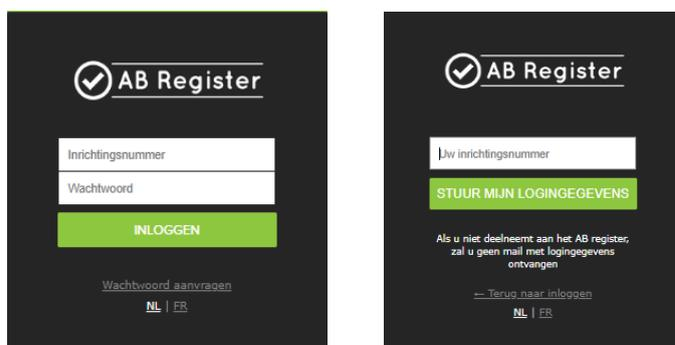 AB Register
Inrichtingsnummer
Wachtwoord
INLOGGEN
Wachtwoord aanvragen
NL | FR
AB Register
Uw inrichtingsnummer
STUUR MIJN LOGINGEGEVENS
Als u niet deelneemt aan het AB register,
zal u geen mail met logingegevens
ontvangen
← Terug naar inloggen
NL | FR